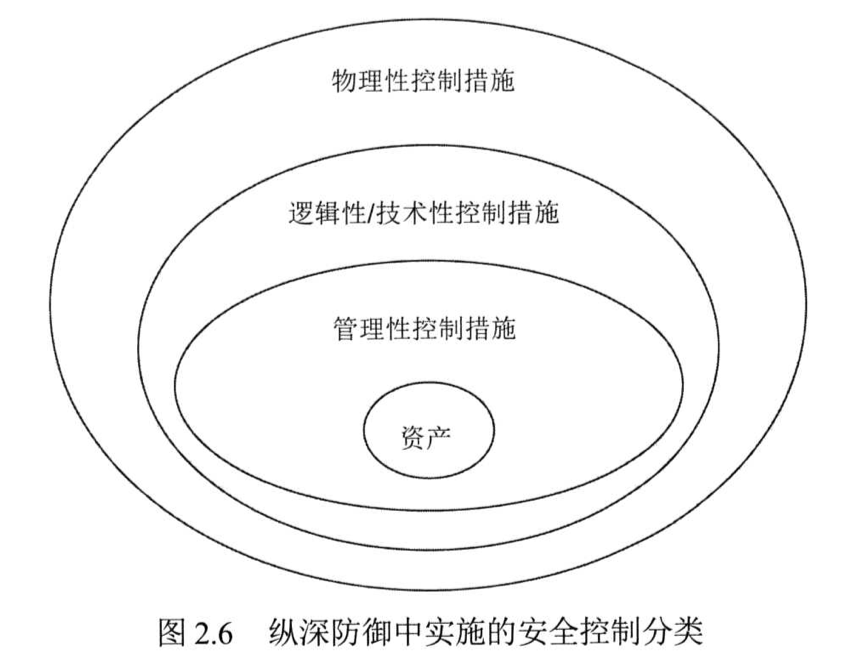 物理性控制措施
逻辑性/技术性控制措施
管理性控制措施
资产
图 2.6 纵深防御中实施的安全控制分类